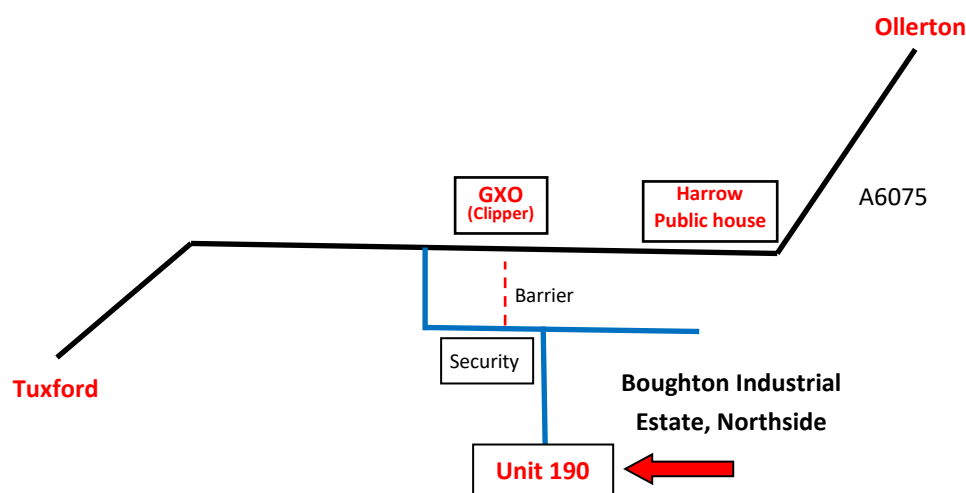 Ollerton
GXO
(Clipper)
Harrow
Public house
A6075
Barrier
Security
Tuxford
Boughton Industrial
Estate, Northside
Unit 190